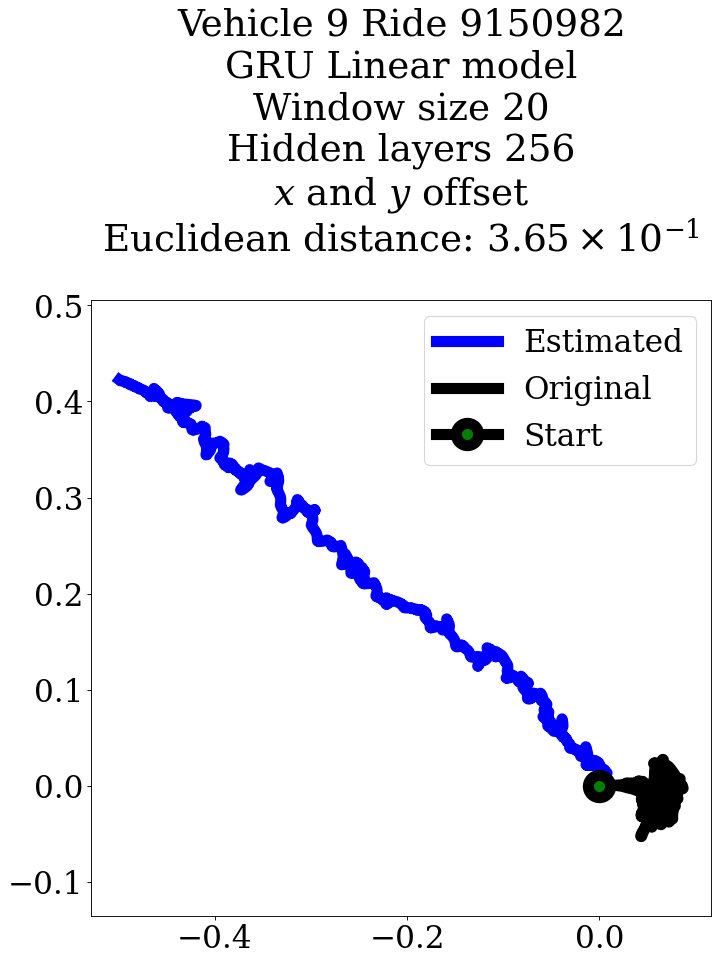 Vehicle 9 Ride 9150982
GRU Linear model
Window size 20
Hidden layers 256
x and y offset
Euclidean distance: 3.65 × 10⁻¹
Estimated
Original
Start
0.5
0.4
0.3
0.2
0.1
0.0
−0.1
−0.4
−0.2
0.0